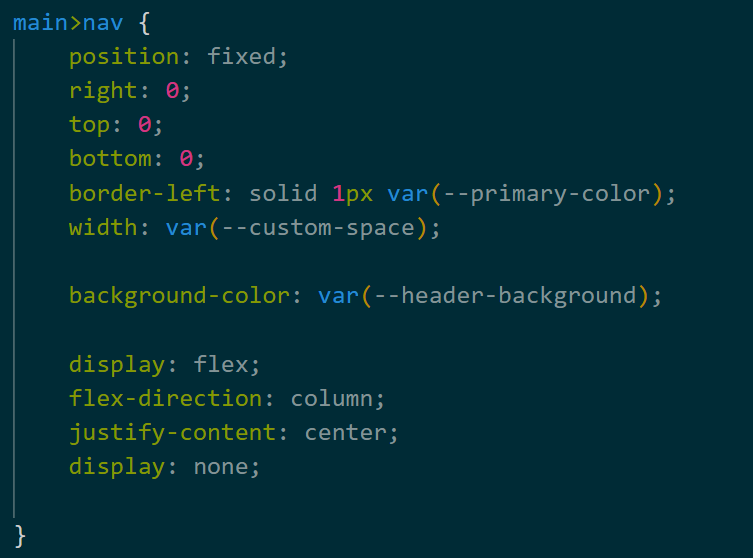 main>nav {
position: fixed;
right: 0;
top: 0;
bottom: 0;
border-left: solid 1px var(--primary-color);
width: var(--custom-space);
background-color: var(--header-background);
display: flex;
flex-direction: column;
justify-content: center;
display: none;
}